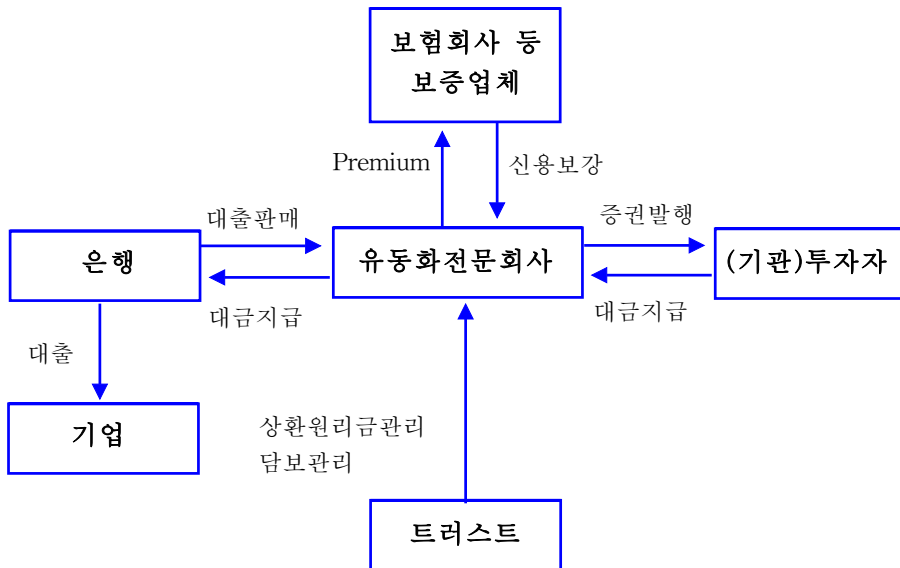 보험회사 등
보증업체
Premium
신용보강
대출판매
증권발행
은행
유동화전문회사
(기관)투자자
대금지급
대금지급
대출
기업
상환원리금관리
담보관리
트러스트